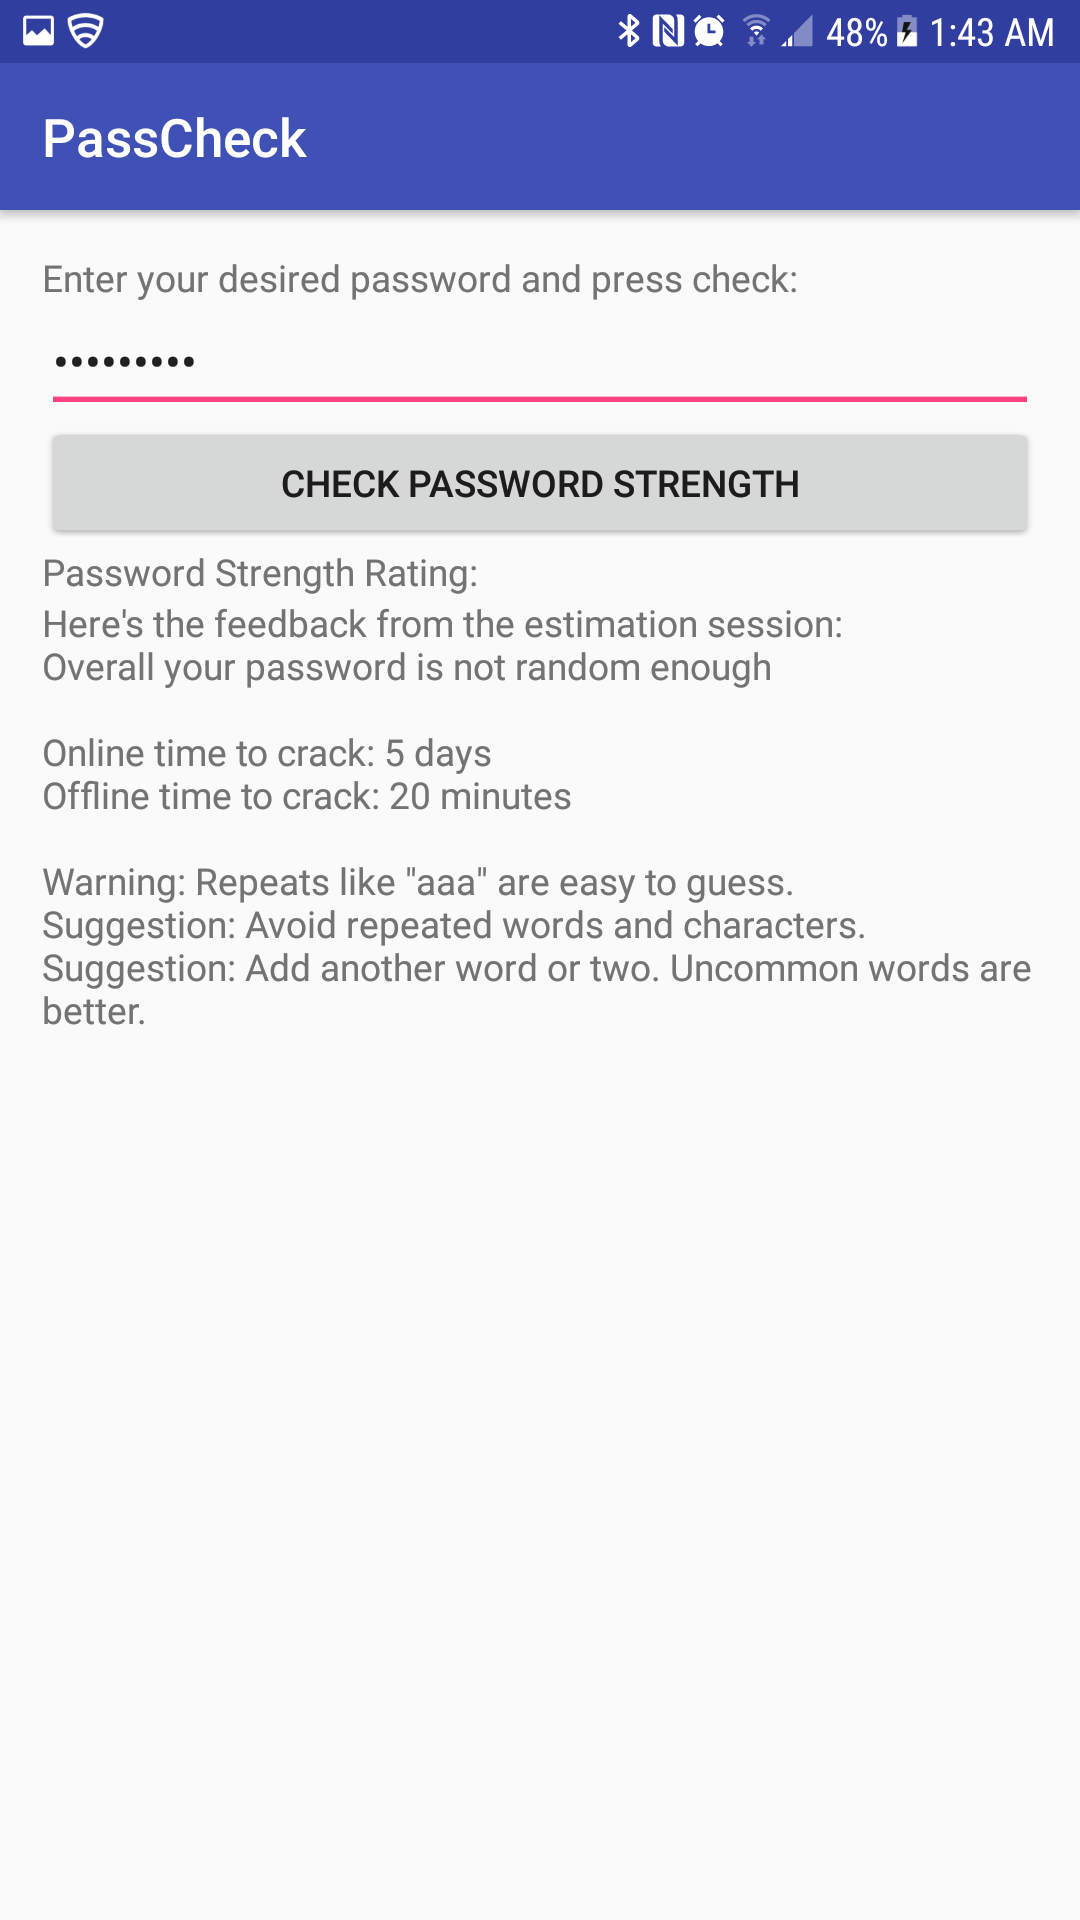 48% 1:43 AM
PassCheck
Enter your desired password and press check:
•••••••••
CHECK PASSWORD STRENGTH
Password Strength Rating:
Here's the feedback from the estimation session:
Overall your password is not random enough
Online time to crack: 5 days
Offline time to crack: 20 minutes
Warning: Repeats like "aaa" are easy to guess.
Suggestion: Avoid repeated words and characters.
Suggestion: Add another word or two. Uncommon words are
better.